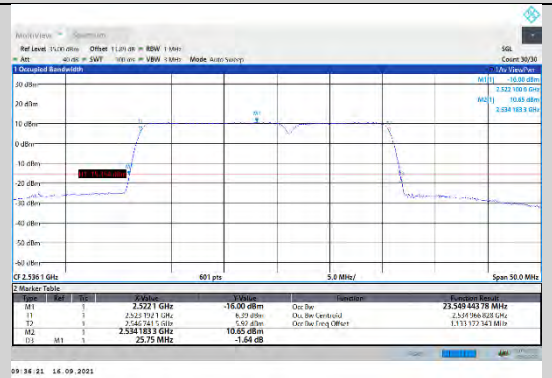 MultiView Spectrum
Ref Level 35.00 dBm Offset 11.89 dB RBW 1 MHz SGL
Att 40 dB SWT 100 ms VBW 3 MHz Mode Auto Sweep Count 30/30
1 Occupied Bandwidth 1Av ViewPwr
M1[1] -16.00 dBm
2.522 100 0 GHz
M2[1] 10.65 dBm
2.534 183 3 GHz
30 dBm
20 dBm
10 dBm
0 dBm
-10 dBm
-20 dBm
-30 dBm
-40 dBm
-50 dBm
-60 dBm
M2
CF 2.536 1 GHz 601 pts 5.0 MHz/ Span 50.0 MHz
2 Marker Table
Type Ref Trc X-Value Y-Value Function Function Result
M1 1 2.5221 GHz -16.00 dBm Occ Bw 23.549 443 78 MHz
T1 1 2.523 192 1 GHz 6.39 dBm Occ Bw Centroid 2.534 966 828 GHz
T2 1 2.546 741 5 GHz 5.92 dBm Occ Bw Freq Offset -1.133 172 341 MHz
M2 1 2.534 183 3 GHz 10.65 dBm
D3 M1 1 25.75 MHz -1.64 dB
09:36:21 16.09.2021